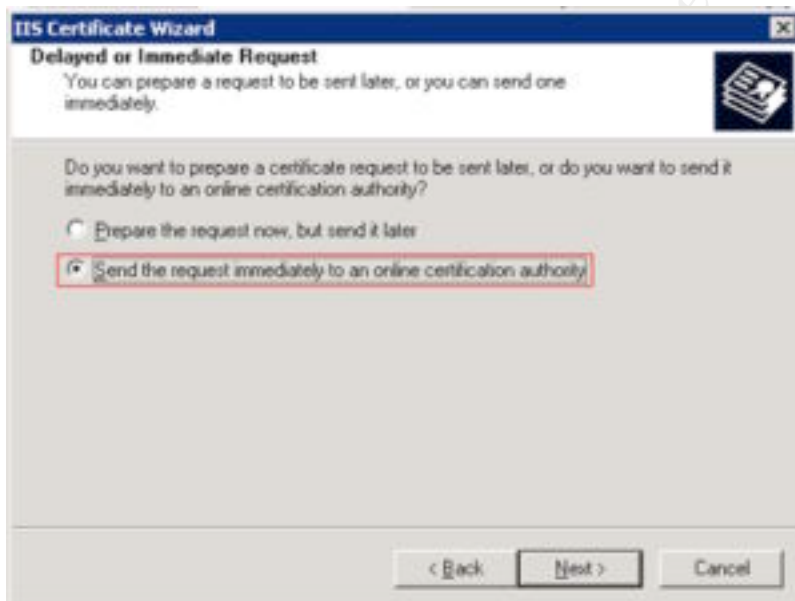 IIS Certificate Wizard
Delayed or Immediate Request
You can prepare a request to be sent later, or you can send one
immediately.
Do you want to prepare a certificate request to be sent later, or do you want to send it
immediately to an online certification authority?
Prepare the request now, but send it later
Send the request immediately to an online certification authority
< Back
Next >
Cancel